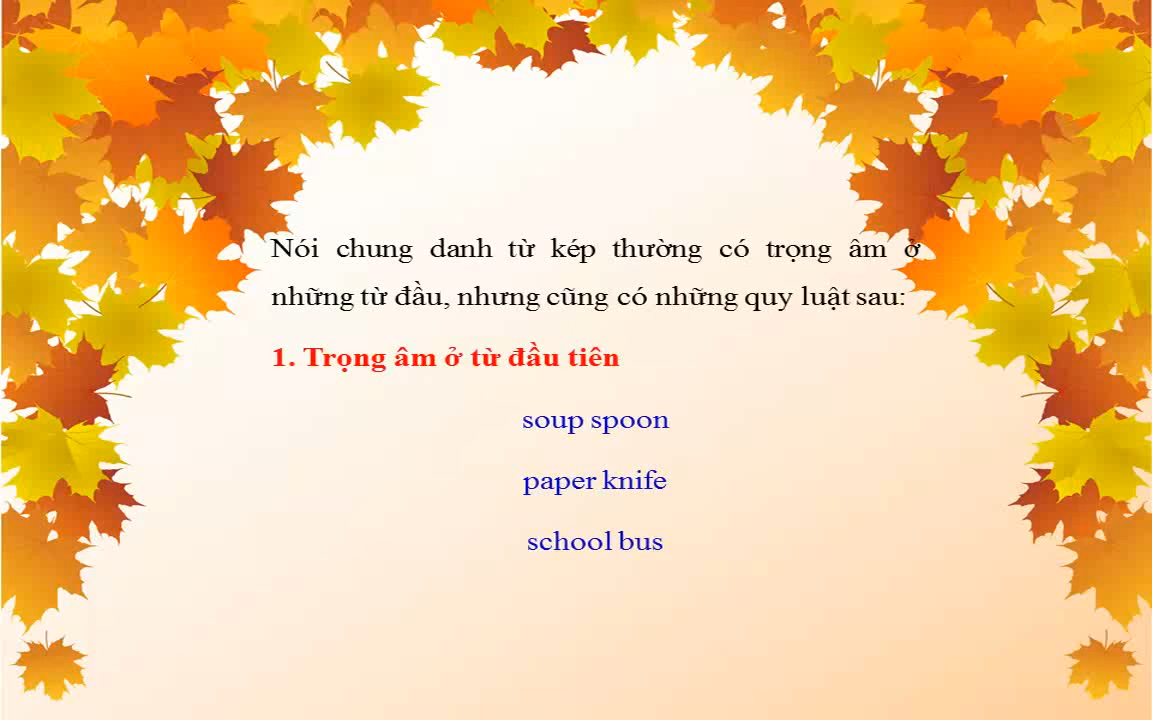 Nói chung danh từ kép thường có trọng âm ở
những từ đầu, nhưng cũng có những quy luật sau:
1. Trọng âm ở từ đầu tiên
soup spoon
paper knife
school bus